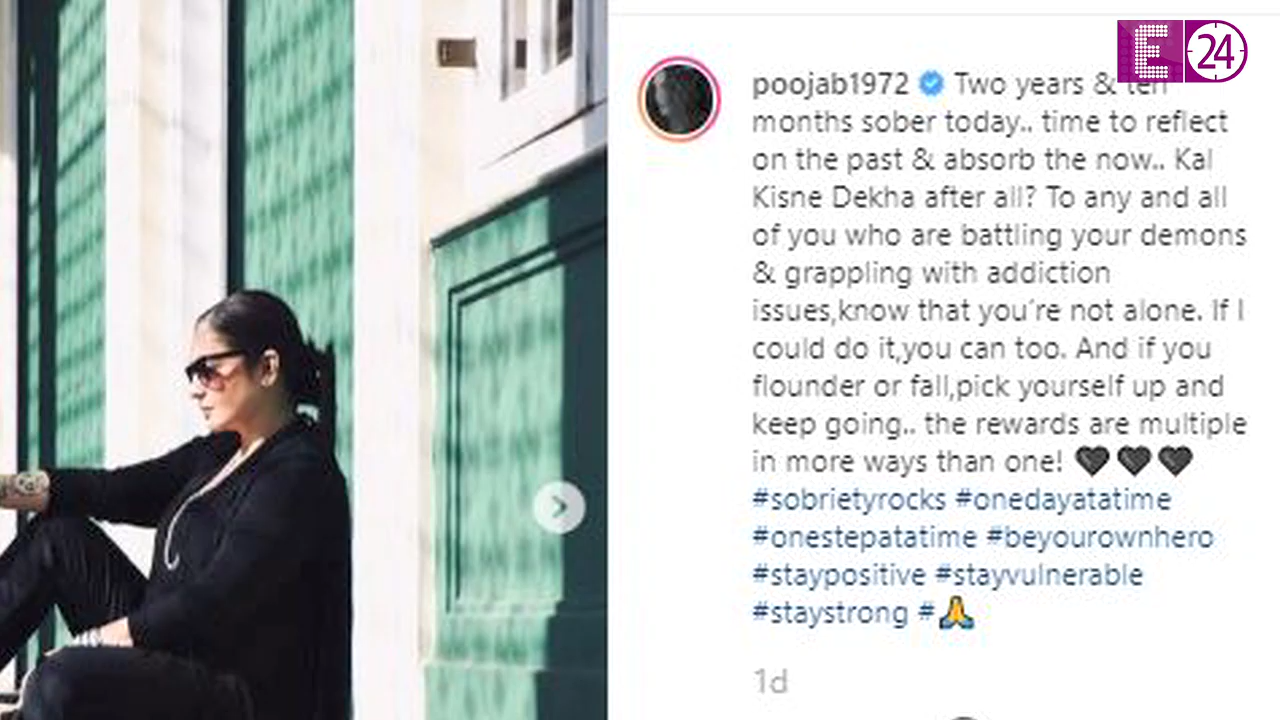 E 24
poojab1972 Two years & ten
months sober today.. time to reflect
on the past & absorb the now.. Kal
Kisne Dekha after all? To any and all
of you who are battling your demons
& grappling with addiction
issues,know that you're not alone. If I
could do it,you can too. And if you
flounder or fall,pick yourself up and
keep going.. the rewards are multiple
in more ways than one! 🖤🖤🖤
#sobrietyrocks #onedayatatime
#onestepatatime #beyourownhero
#staypositive #stayvulnerable
#staystrong #🙏
1d